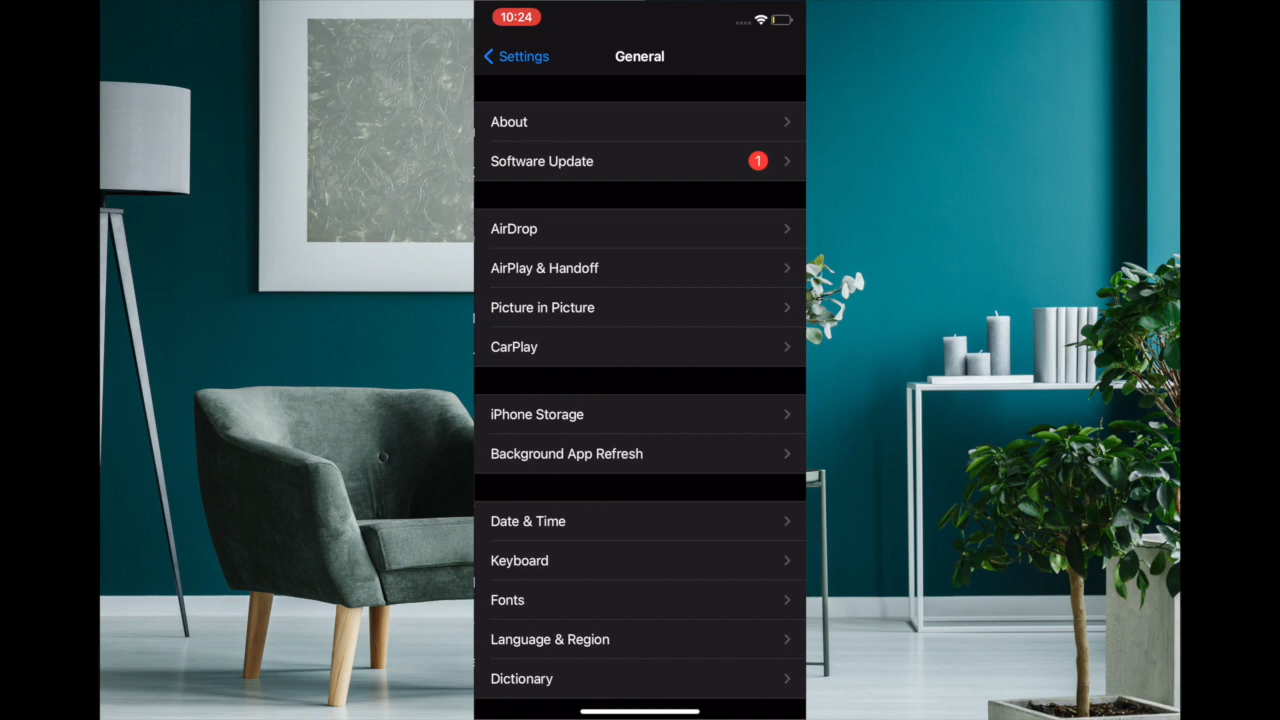 10:24
Settings
General
About
Software Update 1
AirDrop
AirPlay & Handoff
Picture in Picture
CarPlay
iPhone Storage
Background App Refresh
Date & Time
Keyboard
Fonts
Language & Region
Dictionary